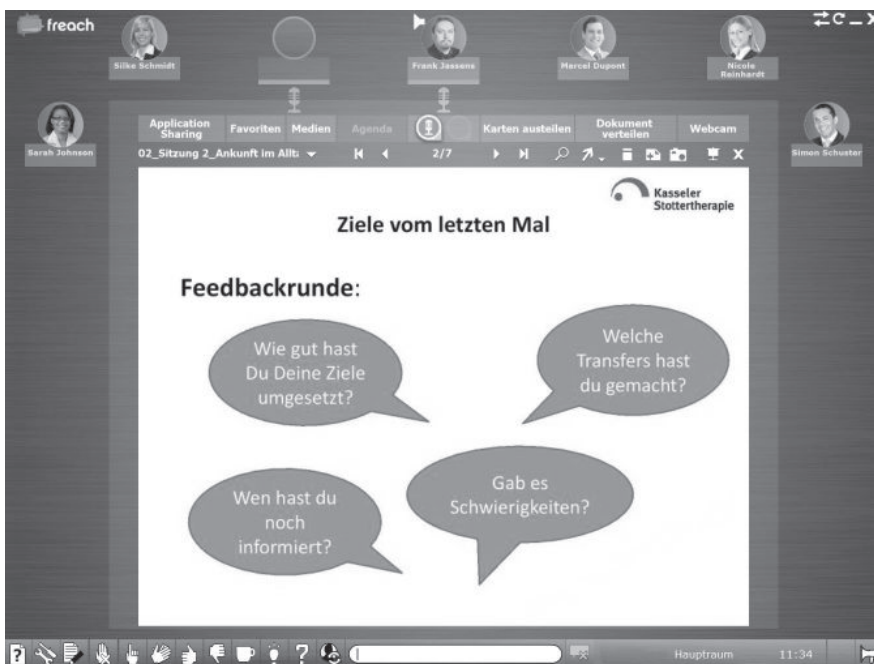 freach
Silke Schmidt
Frank Jassens
Marcel Dupont
Nicole
Reinhardt
Sarah Johnson
Simon Schuster
Application
Sharing
Favoriten
Medien
Agenda
Karten austeilen
Dokument
verteilen
Webcam
02_Sitzung 2_Ankunft im Allt
2/7
Kasseler
Stottertherapie
Ziele vom letzten Mal
Feedbackrunde:
Wie gut hast
Du Deine Ziele
umgesetzt?
Welche
Transfers hast
du gemacht?
Wen hast du
noch
informiert?
Gab es
Schwierigkeiten?
Hauptraum
11:34